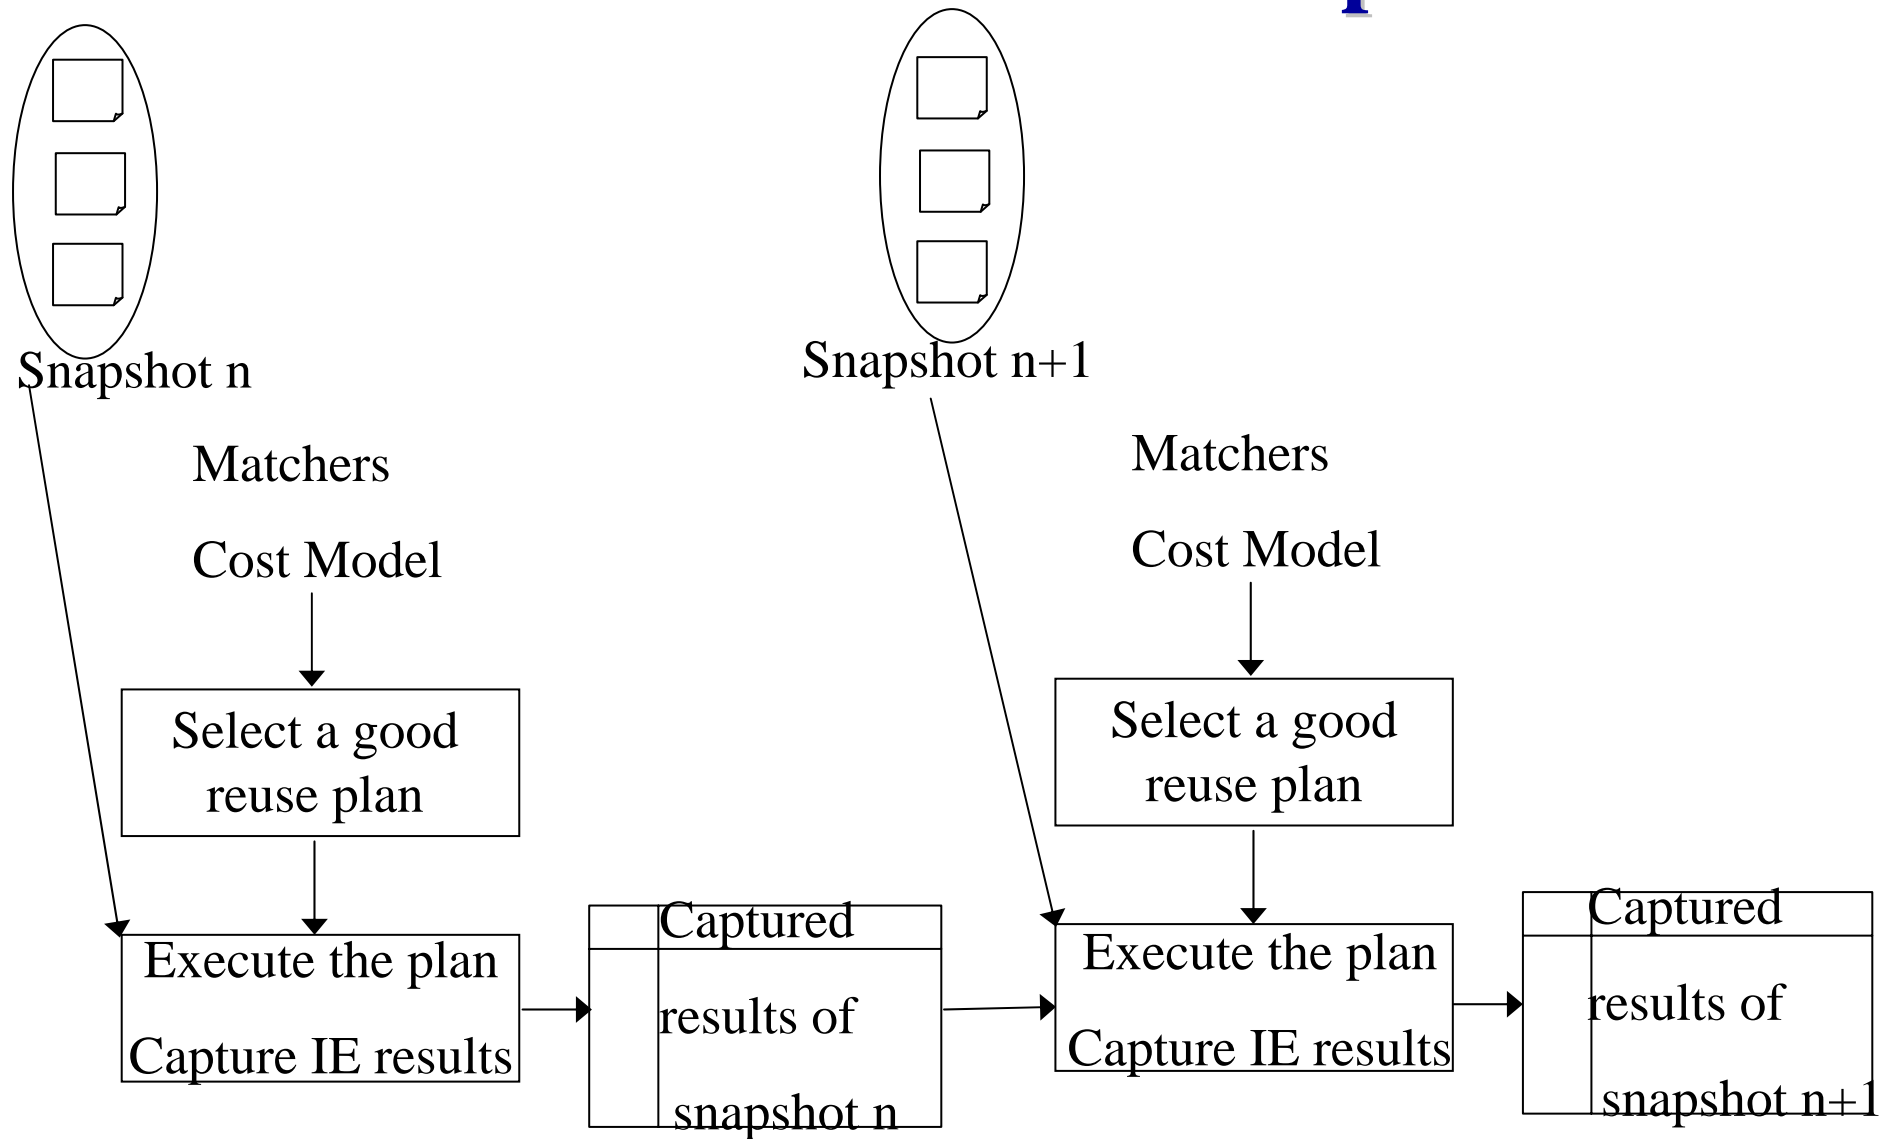 Snapshot n
Matchers
Cost Model
Select a good
reuse plan
Execute the plan
Capture IE results
Captured
results of
snapshot n
Snapshot n+1
Matchers
Cost Model
Select a good
reuse plan
Execute the plan
Capture IE results
Captured
results of
snapshot n+1